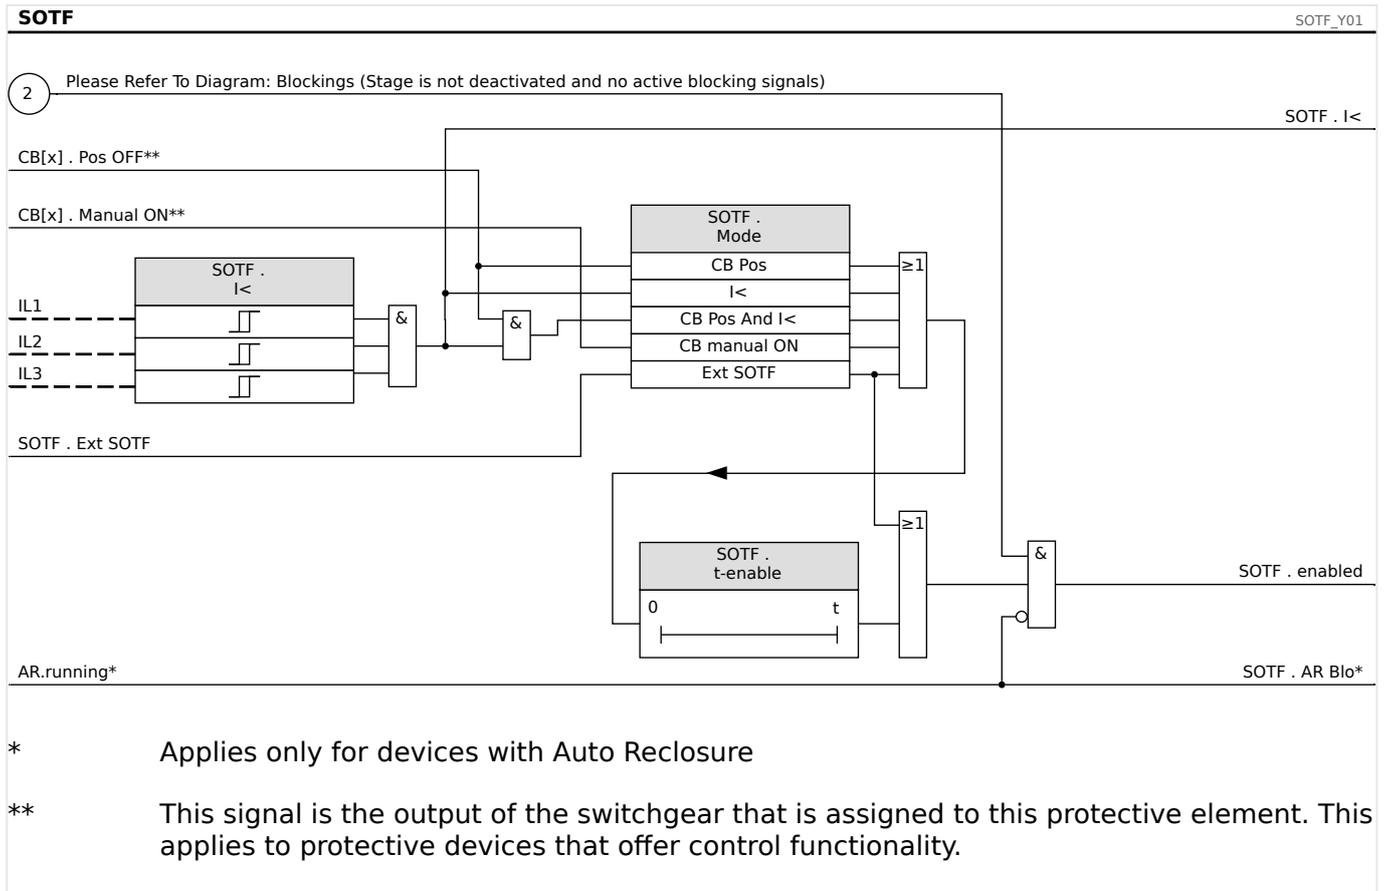 SOTF
SOTF_Y01
2
Please Refer To Diagram: Blockings (Stage is not deactivated and no active blocking signals)
SOTF . I<
CB[x] . Pos OFF**
CB[x] . Manual ON**
SOTF .
Mode
CB Pos
I<
CB Pos And I<
CB manual ON
Ext SOTF
≥1
SOTF .
I<
IL1
IL2
IL3
&
&
SOTF . Ext SOTF
≥1
SOTF .
t-enable
0
t
&
SOTF . enabled
AR.running*
SOTF . AR Blo*
*
Applies only for devices with Auto Reclosure
**
This signal is the output of the switchgear that is assigned to this protective element. This
applies to protective devices that offer control functionality.